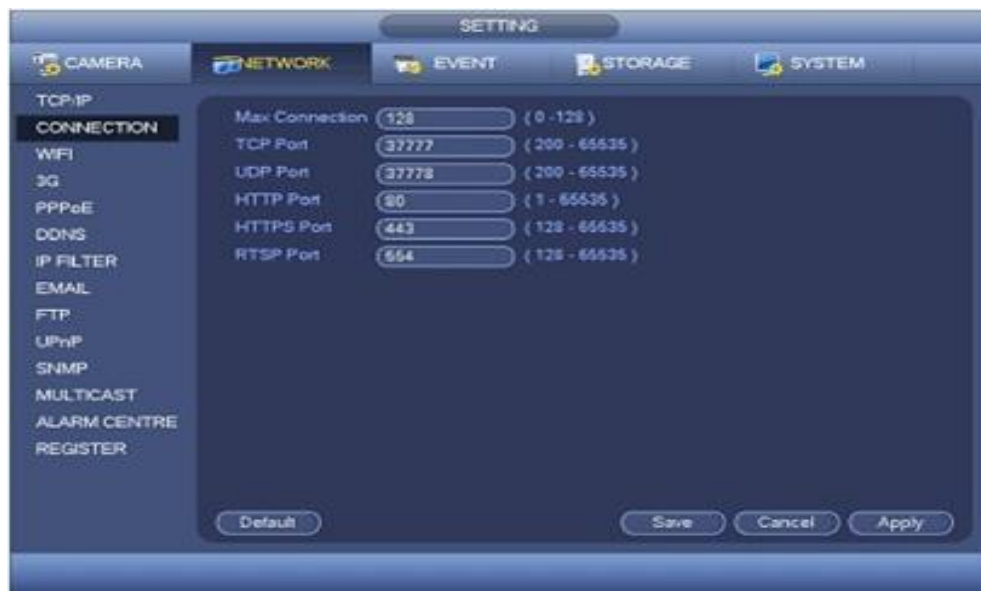 SETTING
CAMERA NETWORK EVENT STORAGE SYSTEM
TCP/IP
CONNECTION
WIFI
3G
PPPoE
DDNS
IP FILTER
EMAIL
FTP
UPnP
SNMP
MULTICAST
ALARM CENTRE
REGISTER
Max Connection 128 ( 0 -128 )
TCP Port 37777 ( 200 - 65535 )
UDP Port 37778 ( 200 - 65535 )
HTTP Port 80 ( 1 - 65535 )
HTTPS Port 443 ( 128 - 65535 )
RTSP Port 554 ( 128 - 65535 )
Default Save Cancel Apply